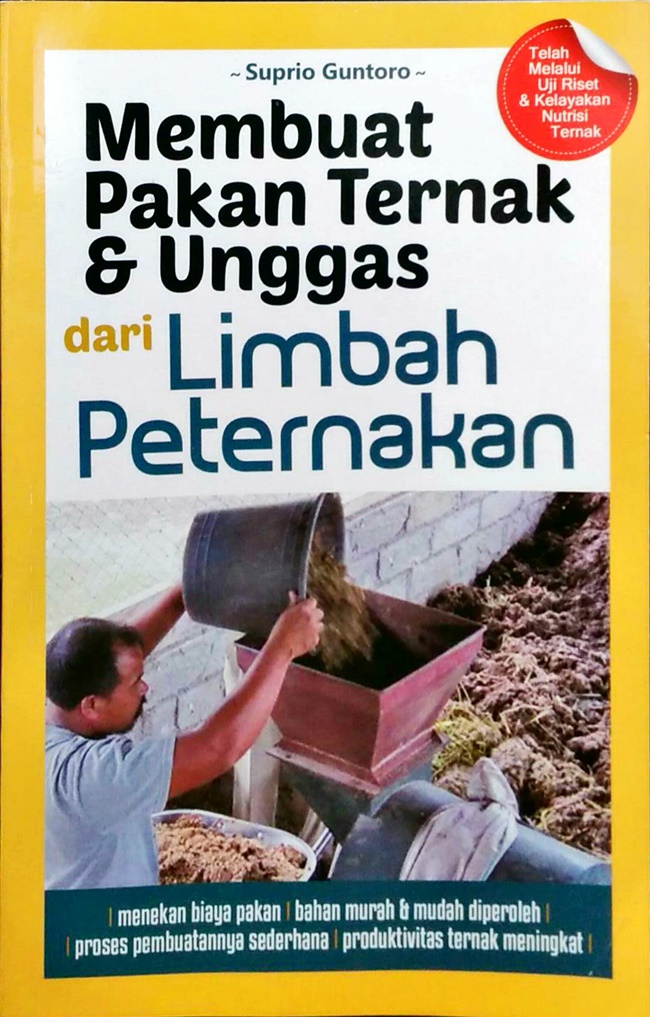 ~ Suprio Guntoro ~
Telah
Melalui
Uji Riset
& Kelayakan
Nutrisi
Ternak
Membuat
Pakan Ternak
& Unggas
dari Limbah
Peternakan
| menekan biaya pakan | bahan murah & mudah diperoleh |
| proses pembuatannya sederhana | produktivitas ternak meningkat |